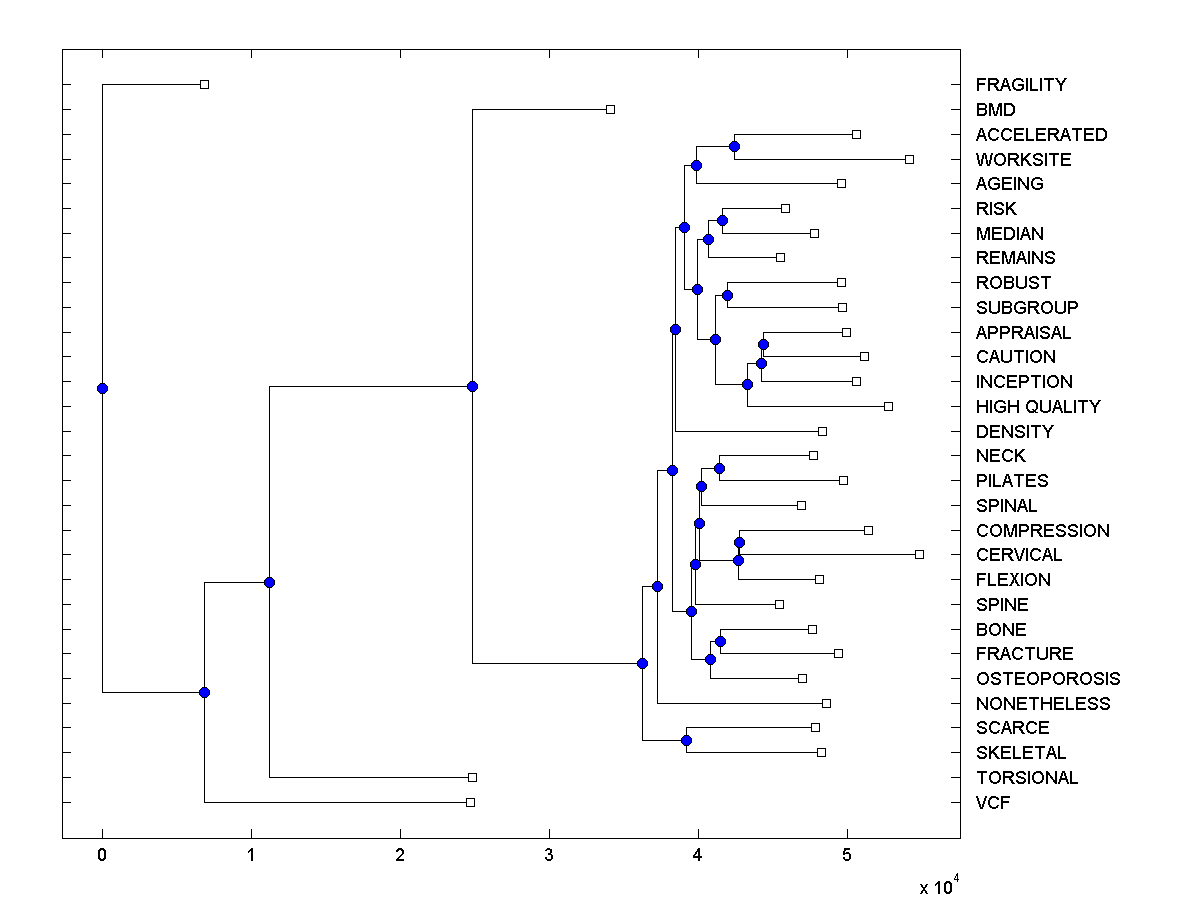 FRAGILITY
BMD
ACCELERATED
WORKSITE
AGEING
RISK
MEDIAN
REMAINS
ROBUST
SUBGROUP
APPRAISAL
CAUTION
INCEPTION
HIGH QUALITY
DENSITY
NECK
PILATES
SPINAL
COMPRESSION
CERVICAL
FLEXION
SPINE
BONE
FRACTURE
OSTEOPOROSIS
NONETHELESS
SCARCE
SKELETAL
TORSIONAL
VCF
0 1 2 3 4 5
x 10^4